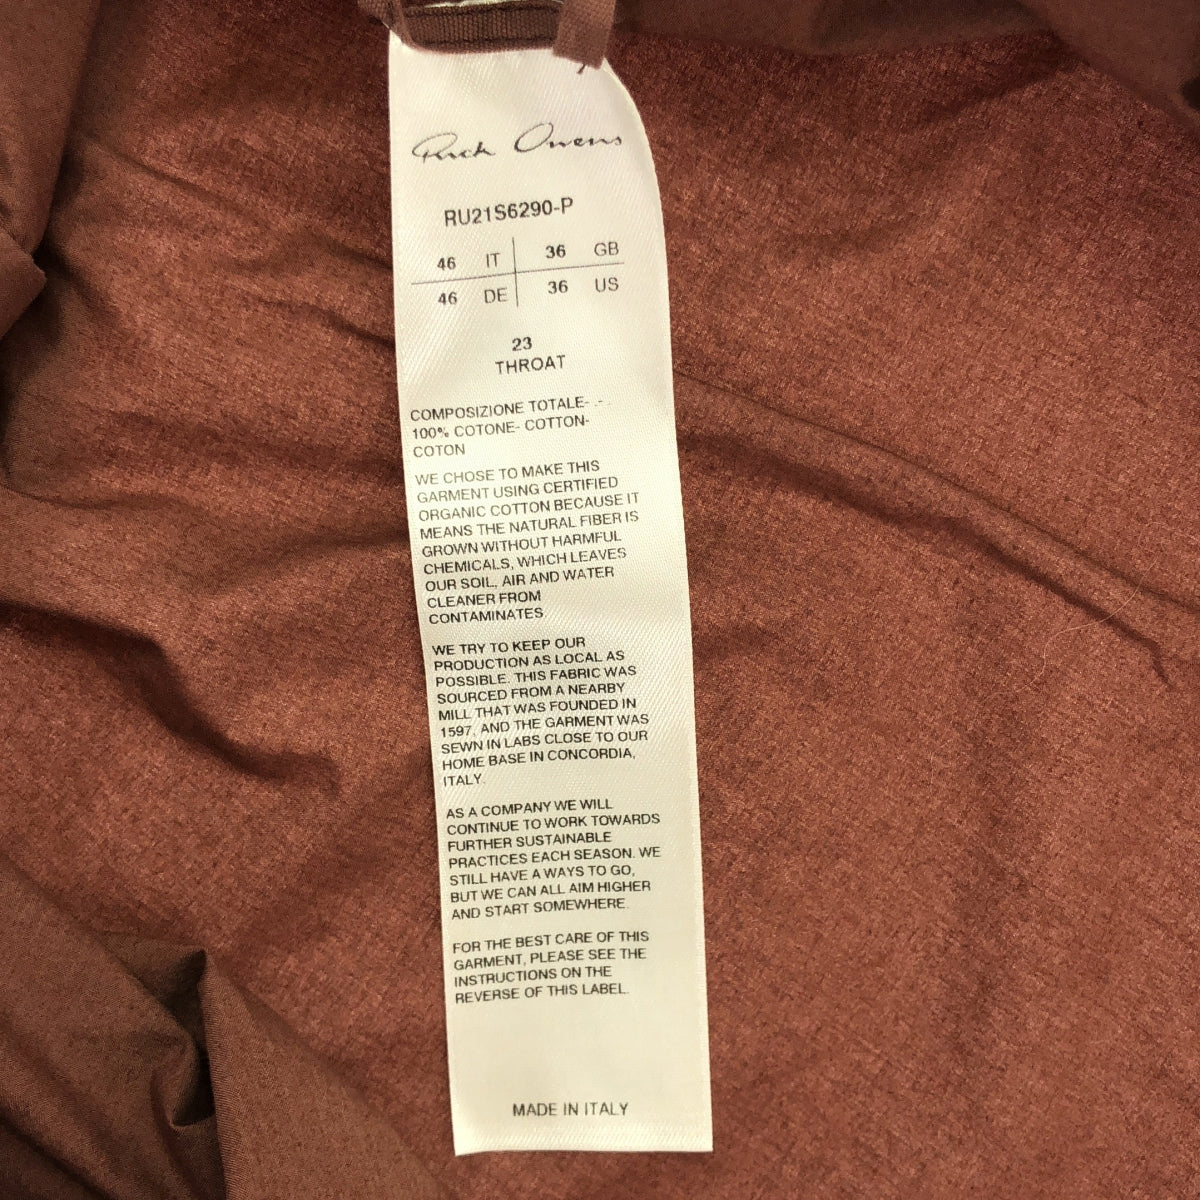 Rick Owens
RU21S6290-P
46 IT 36 GB
46 DE 36 US
23
THROAT
COMPOSIZIONE TOTALE- .- .
100% COTONE- COTTON-
COTON
WE CHOSE TO MAKE THIS
GARMENT USING CERTIFIED
ORGANIC COTTON BECAUSE IT
MEANS THE NATURAL FIBER IS
GROWN WITHOUT HARMFUL
CHEMICALS, WHICH LEAVES
OUR SOIL, AIR AND WATER
CLEANER FROM
CONTAMINATES
WE TRY TO KEEP OUR
PRODUCTION AS LOCAL AS
POSSIBLE. THIS FABRIC WAS
SOURCED FROM A NEARBY
MILL THAT WAS FOUNDED IN
1597, AND THE GARMENT WAS
SEWN IN LABS CLOSE TO OUR
HOME BASE IN CONCORDIA,
ITALY.
AS A COMPANY WE WILL
CONTINUE TO WORK TOWARDS
FURTHER SUSTAINABLE
PRACTICES EACH SEASON. WE
STILL HAVE A WAYS TO GO,
BUT WE CAN ALL AIM HIGHER
AND START SOMEWHERE.
FOR THE BEST CARE OF THIS
GARMENT, PLEASE SEE THE
INSTRUCTIONS ON THE
REVERSE OF THIS LABEL.
MADE IN ITALY